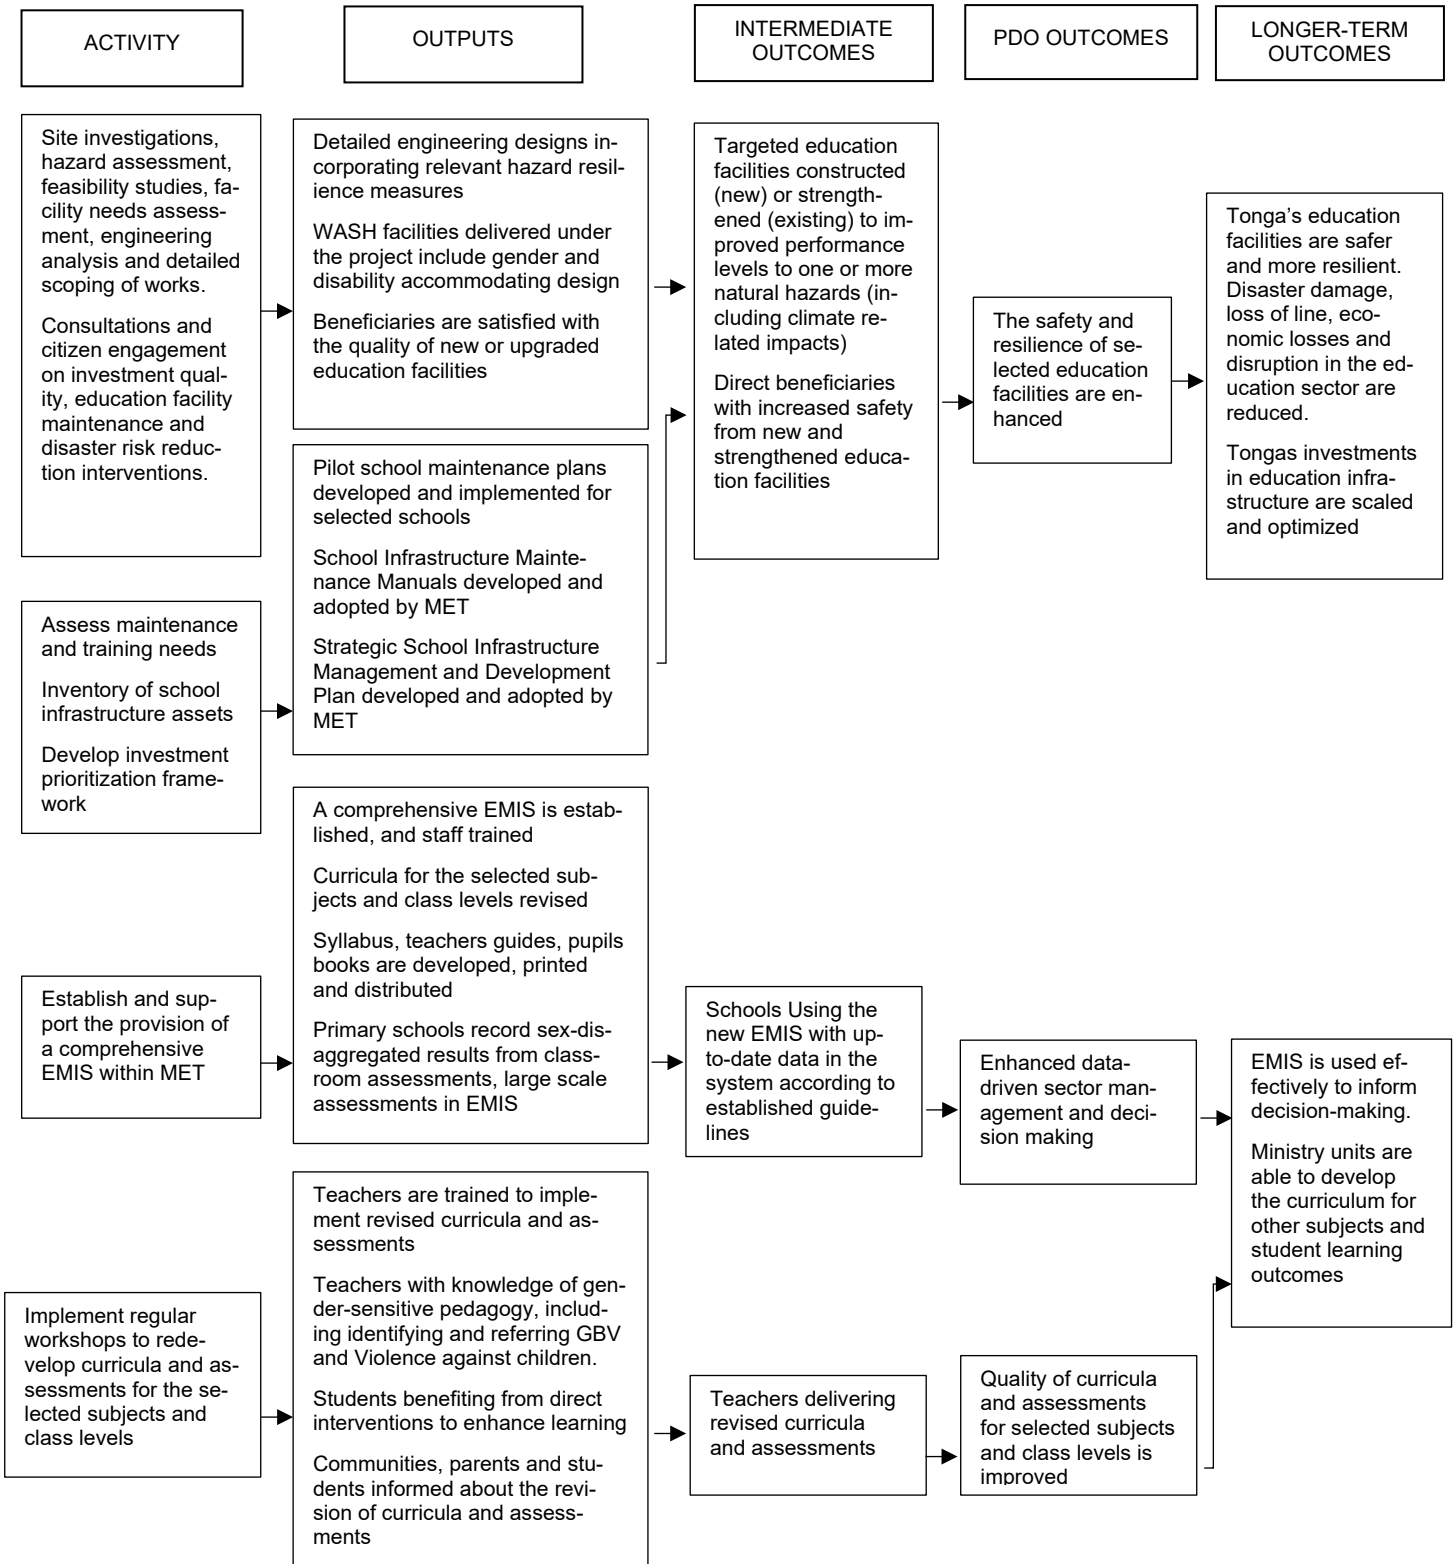 ACTIVITY
OUTPUTS
INTERMEDIATE
OUTCOMES
PDO OUTCOMES
LONGER-TERM
OUTCOMES
Site investigations,
hazard assessment,
feasibility studies, fa-
cility needs assess-
ment, engineering
analysis and detailed
scoping of works.
Consultations and
citizen engagement
on investment qual-
ity, education facility
maintenance and
disaster risk reduc-
tion interventions.
Detailed engineering designs in-
corporating relevant hazard resil-
ience measures
WASH facilities delivered under
the project include gender and
disability accommodating design
Beneficiaries are satisfied with
the quality of new or upgraded
education facilities
Targeted education
facilities constructed
(new) or strength-
ened (existing) to im-
proved performance
levels to one or more
natural hazards (in-
cluding climate re-
lated impacts)
Direct beneficiaries
with increased safety
from new and
strengthened educa-
tion facilities
The safety and
resilience of se-
lected education
facilities are en-
hanced
Tonga’s education
facilities are safer
and more resilient.
Disaster damage,
loss of line, eco-
nomic losses and
disruption in the ed-
ucation sector are
reduced.
Tongas investments
in education infra-
structure are scaled
and optimized
Assess maintenance
and training needs
Inventory of school
infrastructure assets
Develop investment
prioritization frame-
work
Pilot school maintenance plans
developed and implemented for
selected schools
School Infrastructure Mainte-
nance Manuals developed and
adopted by MET
Strategic School Infrastructure
Management and Development
Plan developed and adopted by
MET
Establish and sup-
port the provision of
a comprehensive
EMIS within MET
A comprehensive EMIS is estab-
lished, and staff trained
Curricula for the selected sub-
jects and class levels revised
Syllabus, teachers guides, pupils
books are developed, printed
and distributed
Primary schools record sex-dis-
aggregated results from class-
room assessments, large scale
assessments in EMIS
Schools Using the
new EMIS with up-
to-date data in the
system according to
established guide-
lines
Enhanced data-
driven sector man-
agement and deci-
sion making
EMIS is used ef-
fectively to inform
decision-making.
Ministry units are
able to develop
the curriculum for
other subjects and
student learning
outcomes
Implement regular
workshops to rede-
velop curricula and as-
sessments for the se-
lected subjects and
class levels
Teachers are trained to imple-
ment revised curricula and as-
sessments
Teachers with knowledge of gen-
der-sensitive pedagogy, includ-
ing identifying and referring GBV
and Violence against children.
Students benefiting from direct
interventions to enhance learning
Communities, parents and stu-
dents informed about the revi-
sion of curricula and assess-
ments
Teachers delivering
revised curricula
and assessments
Quality of curricula
and assessments
for selected subjects
and class levels is
improved